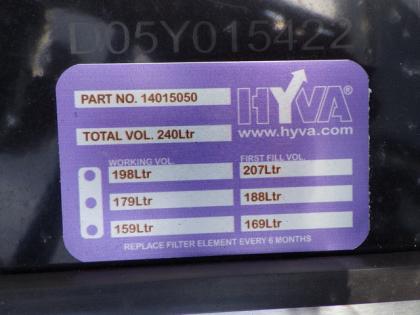 D05Y015422
PART NO. 14015050
HYVA®
www.hyva.com
TOTAL VOL. 240Ltr
WORKING VOL. FIRST FILL VOL.
198Ltr 207Ltr
179Ltr 188Ltr
159Ltr 169Ltr
REPLACE FILTER ELEMENT EVERY 6 MONTHS